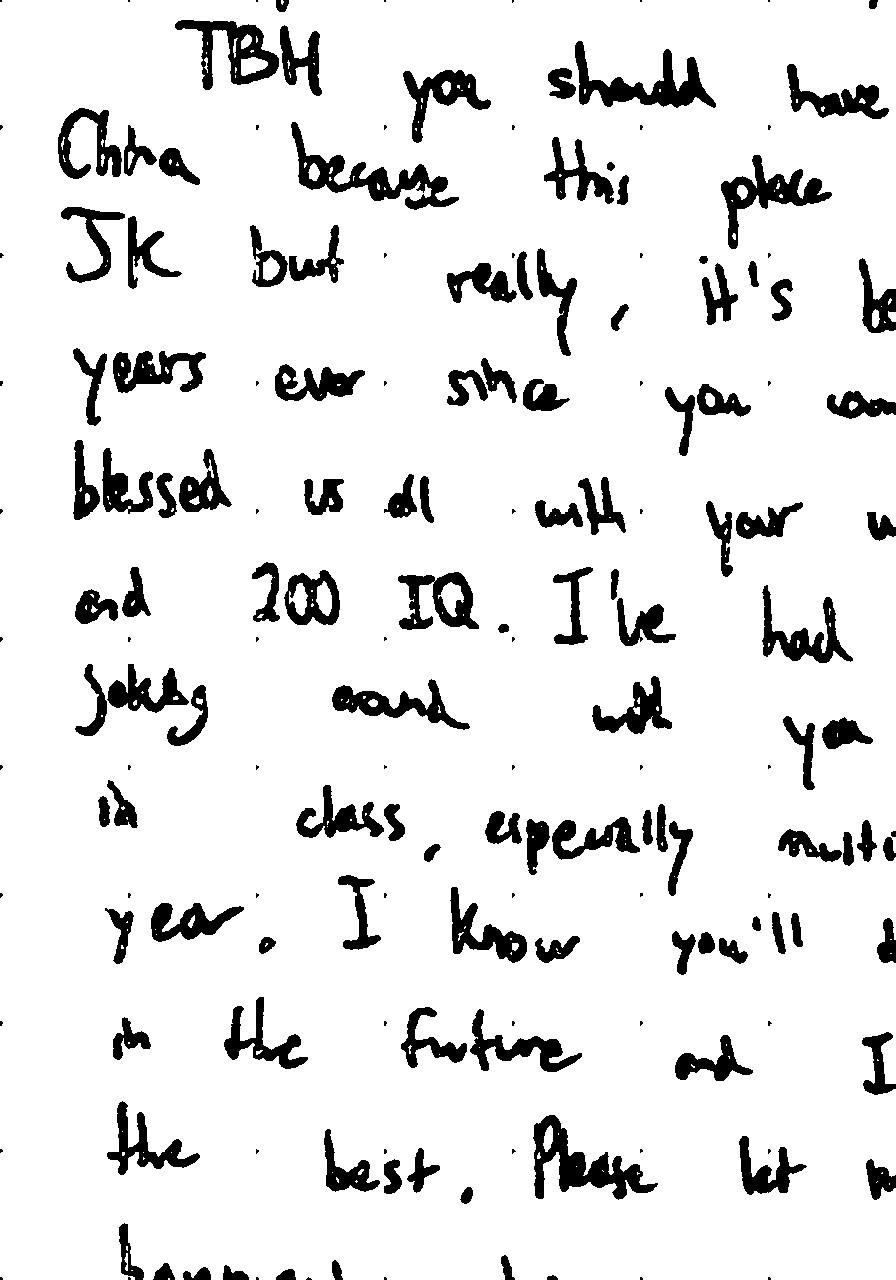 TBH you should have
China because this place
JK but really, it's be
years ever since you cam
blessed us all with your w
and 200 IQ. I've had
joking around with you
in class, especially multi
year. I know you'll d
in the future and I
the best. Please let m